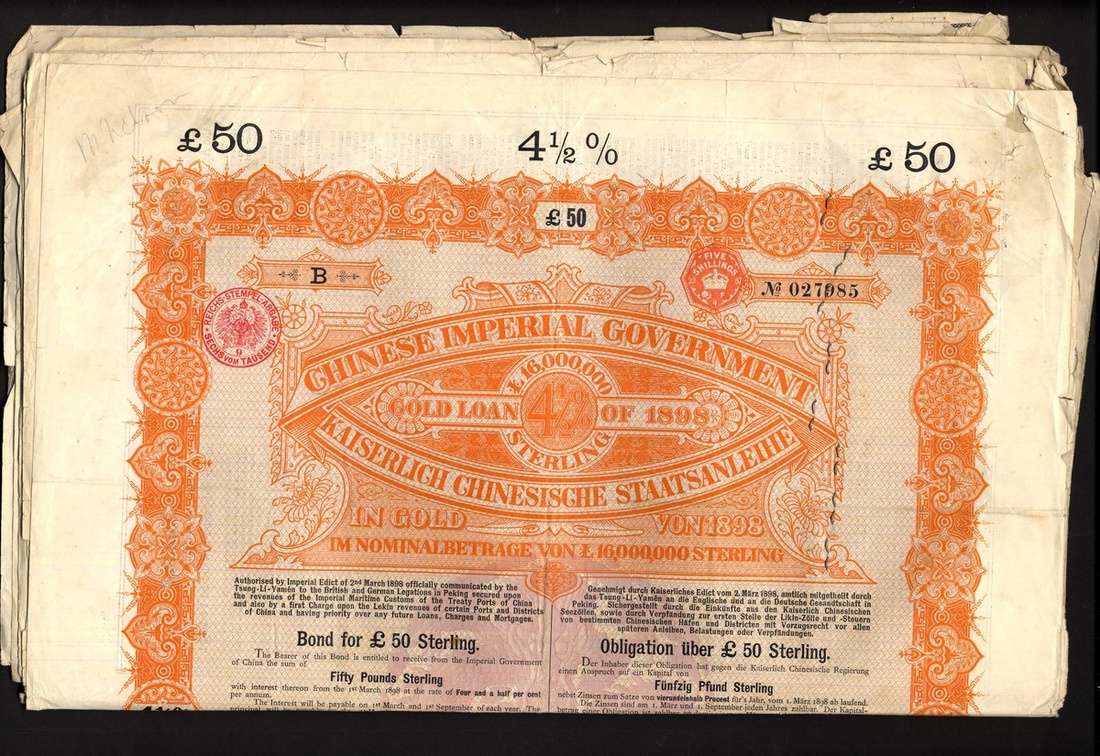 £ 50
4½ %
£ 50
£ 50
B
FIVE SHILLINGS
№ 027985
REICHS-STEMPEL-ABGABE
9
SECHS VOM TAUSEND
CHINESE IMPERIAL GOVERNMENT
£16,000,000
GOLD LOAN 4½% OF 1898
STERLING
KAISERLICH CHINESISCHE STAATSANLEIHE
IN GOLD VON 1898
IM NOMINALBETRAGE VON £ 16,000,000 STERLING
Authorised by Imperial Edict of 2nd March 1898 officially communicated by the
Tsung-Li-Yamên to the British and German Legations in Peking secured upon
the revenues of the Imperial Maritime Customs of the Treaty Ports of China
and also by a first Charge upon the Lekin revenues of certain Ports and Districts
of China and having priority over any future Loans, Charges and Mortgages.
Bond for £ 50 Sterling.
The Bearer of this Bond is entitled to receive from the Imperial Government
of China the sum of
Fifty Pounds Sterling
with interest thereon from the 1st March 1898 at the rate of Four and a half per cent
per annum.
The Interest will be payable on 1st March and 1st September of each year. The
Genehmigt durch Kaiserliches Edict vom 2. März 1898, amtlich mitgetheilt durch
das Tsung-Li-Yamên an die Englische und an die Deutsche Gesandtschaft in
Peking. Sichergestellt durch die Einkünfte aus den Kaiserlich Chinesischen
Seezöllen, sowie durch Verpfändung zur ersten Stelle der Likin-Zölle und -Steuern
von bestimmten Chinesischen Häfen und Districten mit Vorzugsrecht vor allen
späteren Anleihen, Belastungen oder Verpfändungen.
Obligation über £ 50 Sterling.
Der Inhaber dieser Obligation hat gegen die Kaiserlich Chinesische Regierung
einen Anspruch auf ein Kapital von
Fünfzig Pfund Sterling
nebst Zinsen zum Satze von viereinhalb Procent für's Jahr, vom 1. März 1898 ab laufend.
Die Zinsen sind am 1. März und 1. September jeden Jahres zahlbar. Der Kapital-